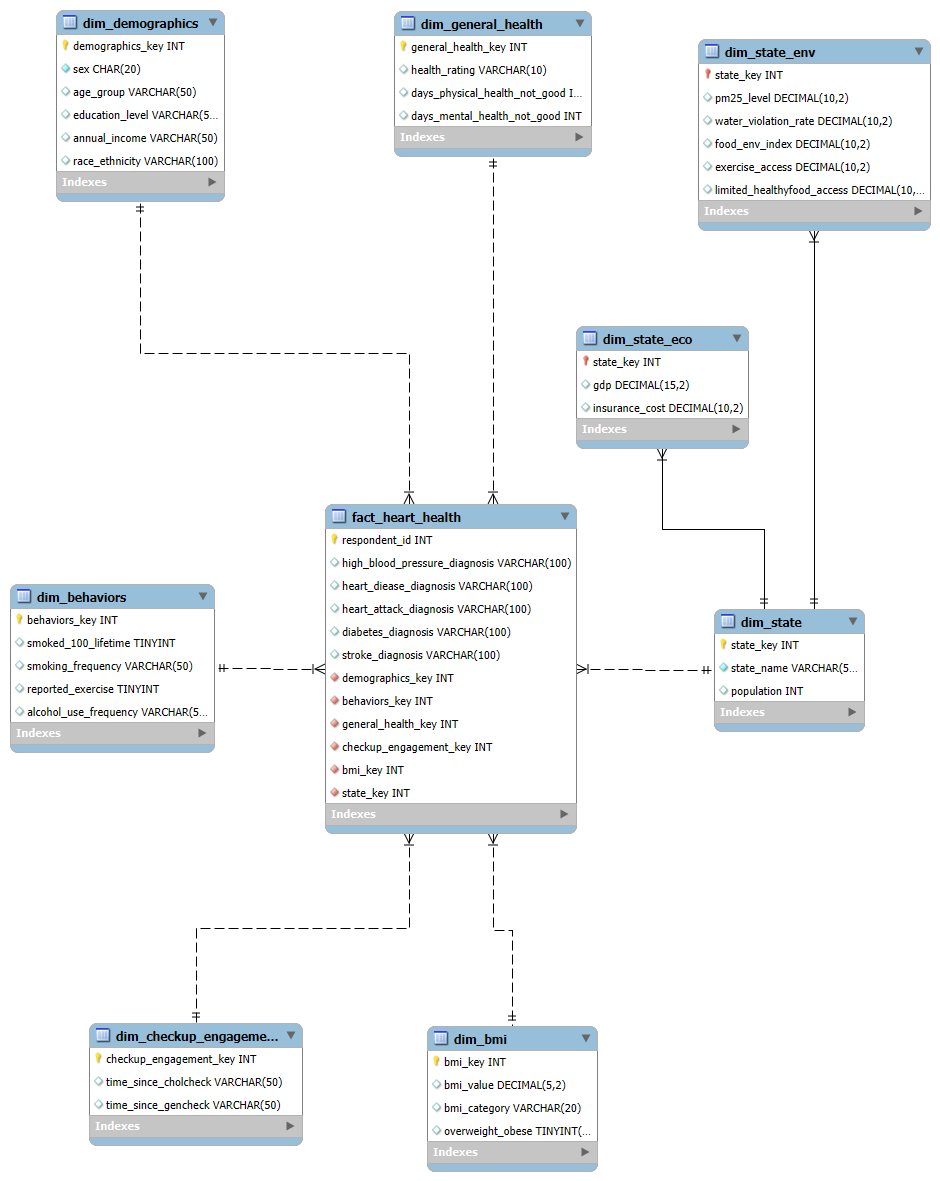 dim_demographics
demographics_key INT
sex CHAR(20)
age_group VARCHAR(50)
education_level VARCHAR(5...
annual_income VARCHAR(50)
race_ethnicity VARCHAR(100)
Indexes
dim_general_health
general_health_key INT
health_rating VARCHAR(10)
days_physical_health_not_good I...
days_mental_health_not_good INT
Indexes
dim_state_env
state_key INT
pm25_level DECIMAL(10,2)
water_violation_rate DECIMAL(10,2)
food_env_index DECIMAL(10,2)
exercise_access DECIMAL(10,2)
limited_healthyfood_access DECIMAL(10,...
Indexes
dim_state_eco
state_key INT
gdp DECIMAL(15,2)
insurance_cost DECIMAL(10,2)
Indexes
fact_heart_health
respondent_id INT
high_blood_pressure_diagnosis VARCHAR(100)
heart_diease_diagnosis VARCHAR(100)
heart_attack_diagnosis VARCHAR(100)
diabetes_diagnosis VARCHAR(100)
stroke_diagnosis VARCHAR(100)
demographics_key INT
behaviors_key INT
general_health_key INT
checkup_engagement_key INT
bmi_key INT
state_key INT
Indexes
dim_behaviors
behaviors_key INT
smoked_100_lifetime TINYINT
smoking_frequency VARCHAR(50)
reported_exercise TINYINT
alcohol_use_frequency VARCHAR(5...
Indexes
dim_state
state_key INT
state_name VARCHAR(5...
population INT
Indexes
dim_checkup_engageme...
checkup_engagement_key INT
time_since_cholcheck VARCHAR(50)
time_since_gencheck VARCHAR(50)
Indexes
dim_bmi
bmi_key INT
bmi_value DECIMAL(5,2)
bmi_category VARCHAR(20)
overweight_obese TINYINT(...
Indexes